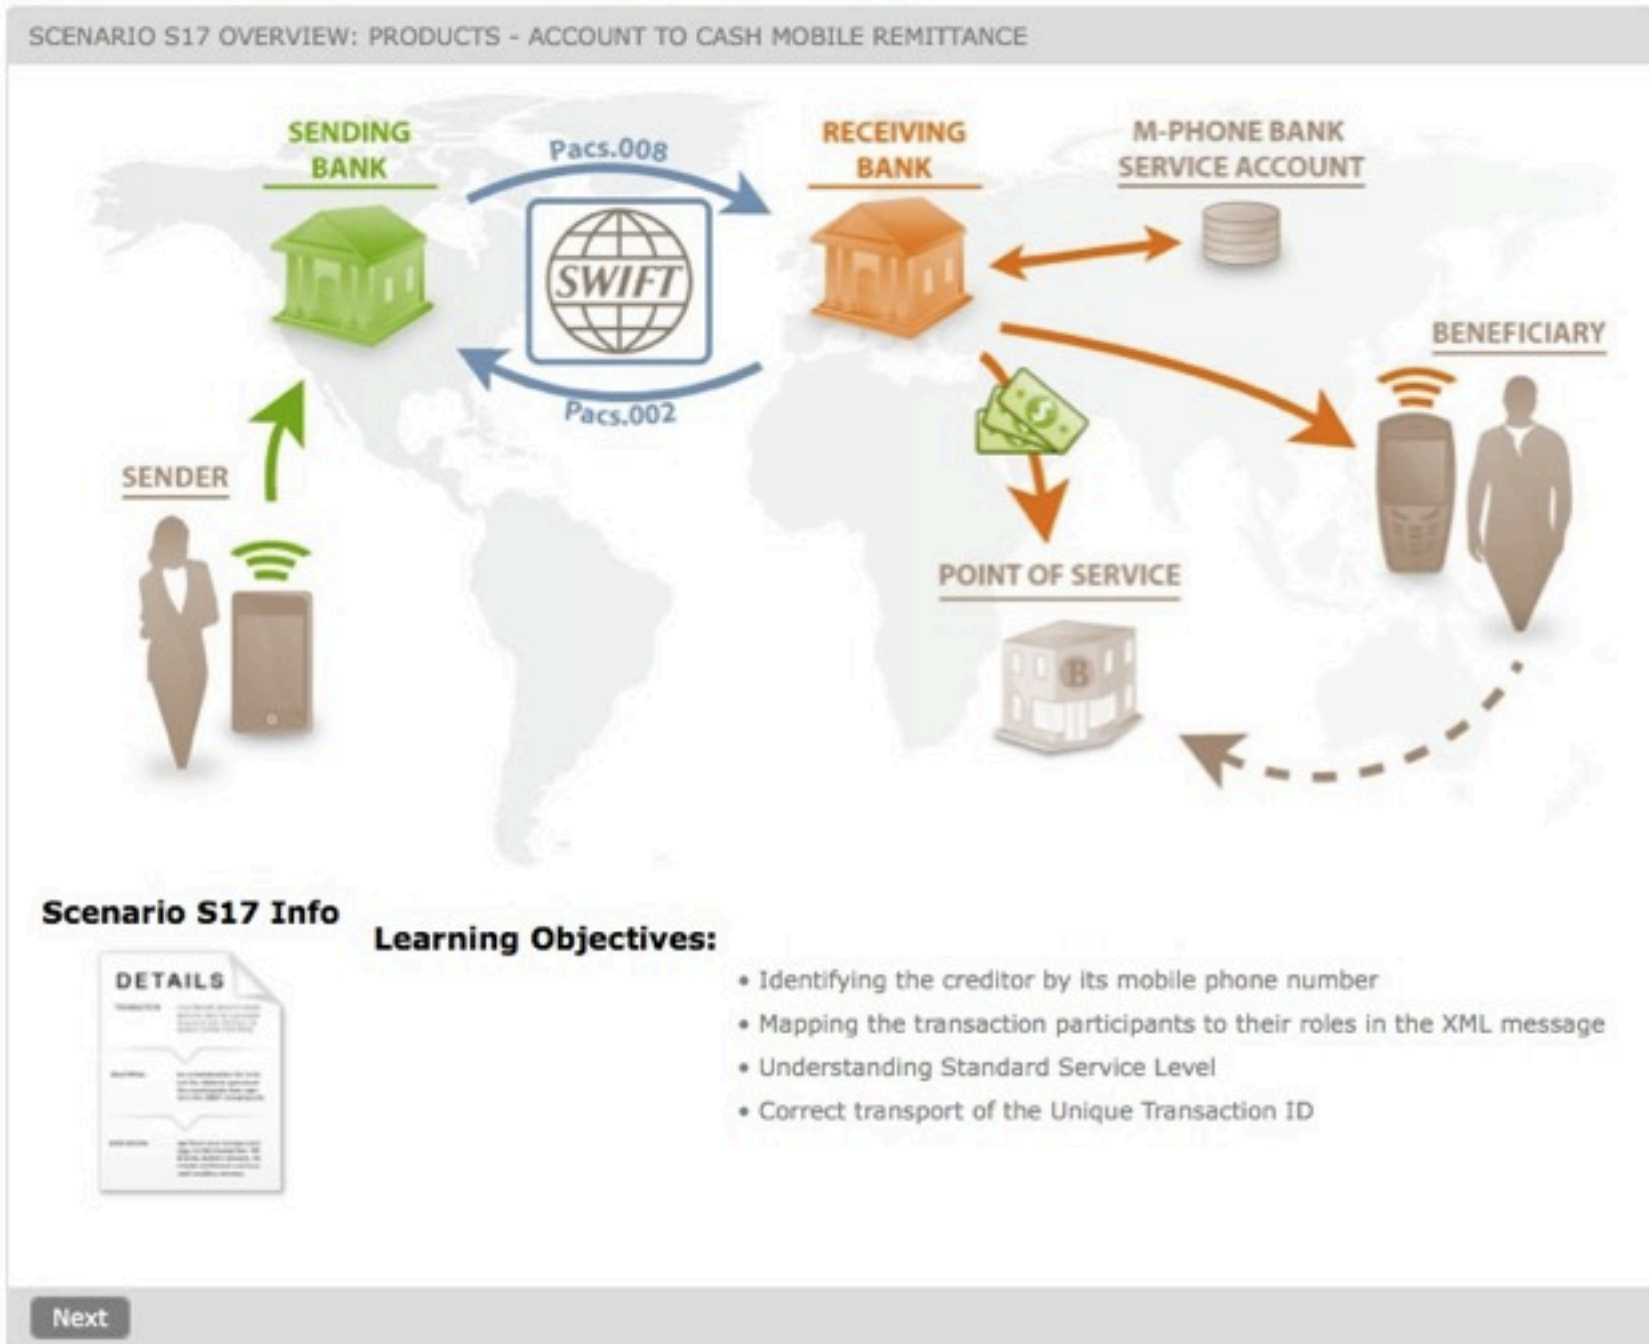 SCENARIO S17 OVERVIEW: PRODUCTS - ACCOUNT TO CASH MOBILE REMITTANCE
SENDING
BANK
Pacs.008
RECEIVING
BANK
M-PHONE BANK
SERVICE ACCOUNT
SWIFT
BENEFICIARY
Pacs.002
SENDER
POINT OF SERVICE
B
Scenario S17 Info
Learning Objectives:
DETAILS
• Identifying the creditor by its mobile phone number
• Mapping the transaction participants to their roles in the XML message
• Understanding Standard Service Level
• Correct transport of the Unique Transaction ID
Next